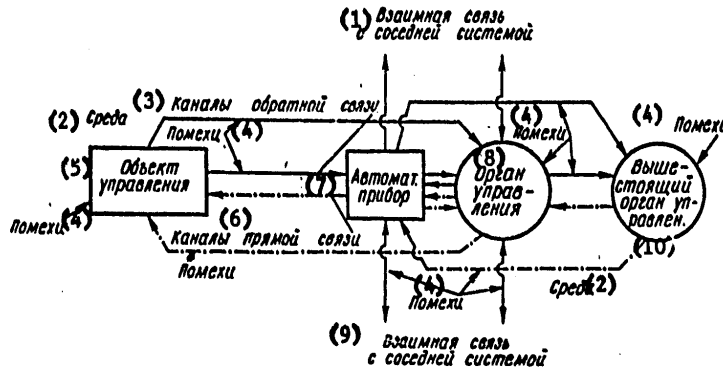 (1) Взаимная связь
с соседней системой
(3) Каналы обратной связи
(2) Среда
Помехи (4)
(4)
Помехи
(4)
Помехи
(5) Объект
управления
(7)
Автомат.
прибор
(8)
Орган
управ-
ления
Выше-
стоящий
орган уп-
равлен.
(10)
Помехи (4)
(6)
Каналы прямой связи
Помехи
(4)
Помехи
Среда (2)
(9) Взаимная связь
с соседней системой